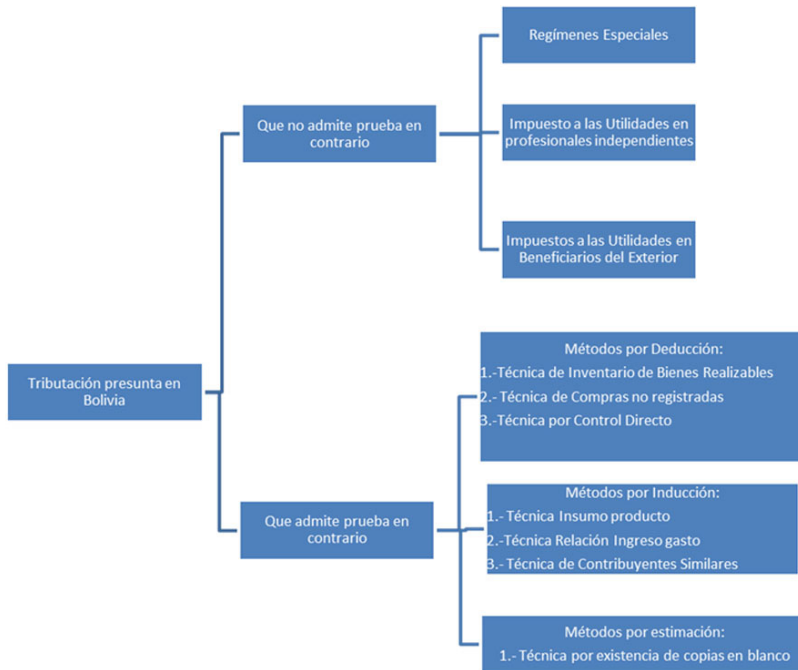 Regímenes Especiales
Que no admite prueba en
contrario
Impuesto a las Utilidades en
profesionales independientes
Impuestos a las Utilidades en
Beneficiarios del Exterior
Tributación presunta en
Bolivia
Que admite prueba en
contrario
Métodos por Deducción:
1.-Técnica de Inventario de Bienes Realizables
2.- Técnica de Compras no registradas
3.-Técnica por Control Directo
Métodos por Inducción:
1.- Técnica Insumo producto
2.-Técnica Relación Ingreso gasto
3.- Técnica de Contribuyentes Similares
Métodos por estimación:
1.- Técnica por existencia de copias en blanco